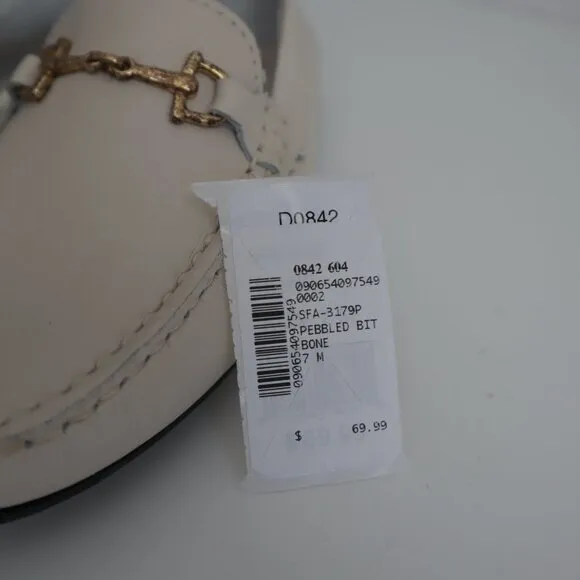 D0842
0842 604
090654097549
0002
SFA-3179P
PEBBLED BIT
BONE
7 M
090654097549
$ 69.99